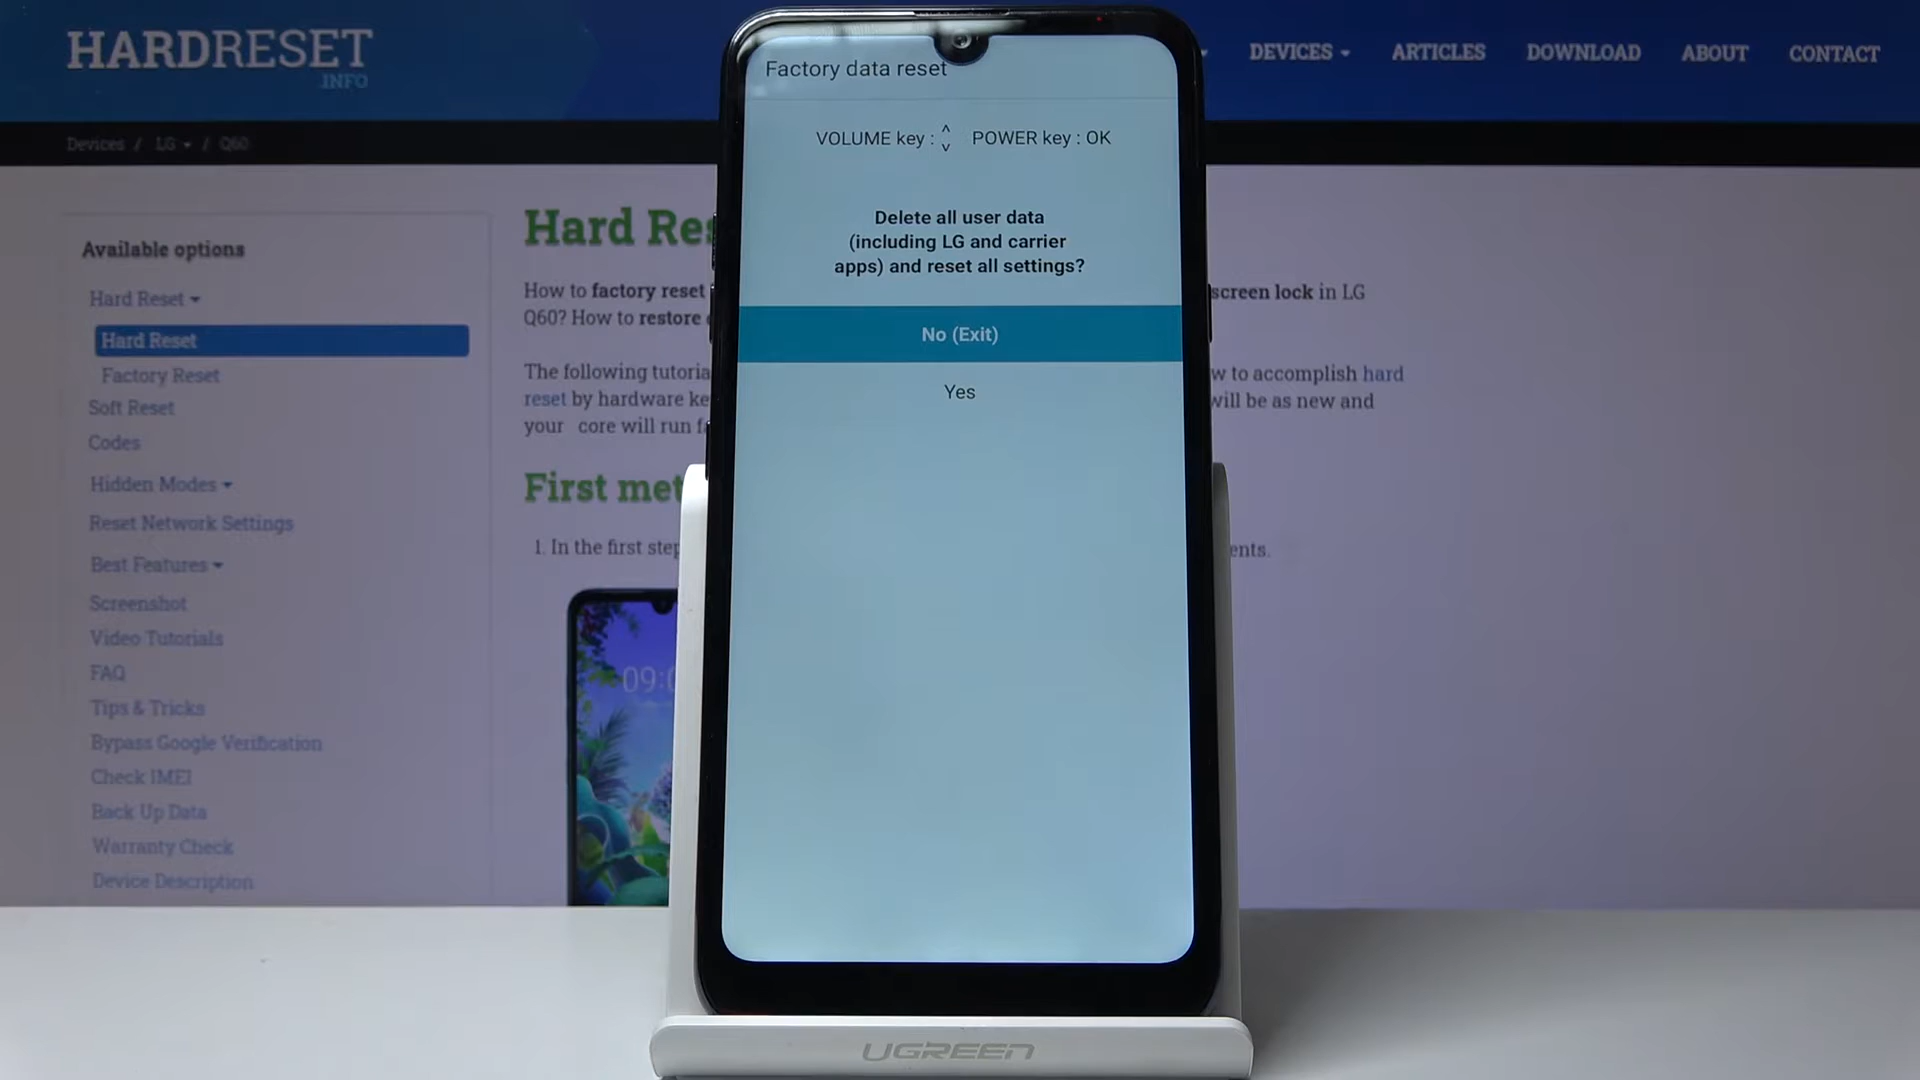 HARDRESET
.INFO
DEVICES
ARTICLES
DOWNLOAD
ABOUT
CONTACT
Devices / LG / Q60
Available options
Hard Reset
Hard Reset
Factory Reset
Soft Reset
Codes
Hidden Modes
Reset Network Settings
Best Features
Screenshot
Video Tutorials
FAQ
Tips & Tricks
Bypass Google Verification
Check IMEI
Back Up Data
Warranty Check
Device Description
Hard Res
How to factory reset screen lock in LG
Q60? How to restore
The following tutoria w to accomplish hard
reset by hardware ke will be as new and
your core will run f
First met
1. In the first step ents.
09:0
Factory data reset
VOLUME key : POWER key : OK
Delete all user data
(including LG and carrier
apps) and reset all settings?
No (Exit)
Yes
UGREEN